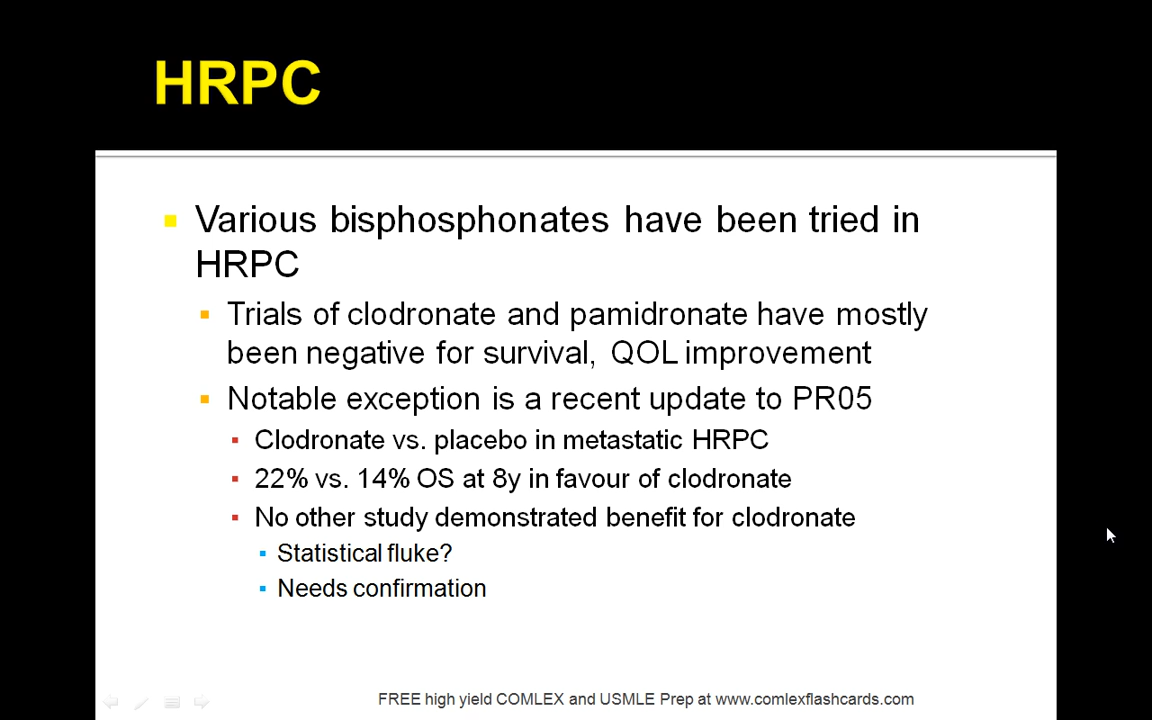 HRPC
Various bisphosphonates have been tried in
HRPC
Trials of clodronate and pamidronate have mostly
been negative for survival, QOL improvement
Notable exception is a recent update to PR05
Clodronate vs. placebo in metastatic HRPC
22% vs. 14% OS at 8y in favour of clodronate
No other study demonstrated benefit for clodronate
Statistical fluke?
Needs confirmation
FREE high yield COMLEX and USMLE Prep at www.comlexflashcards.com